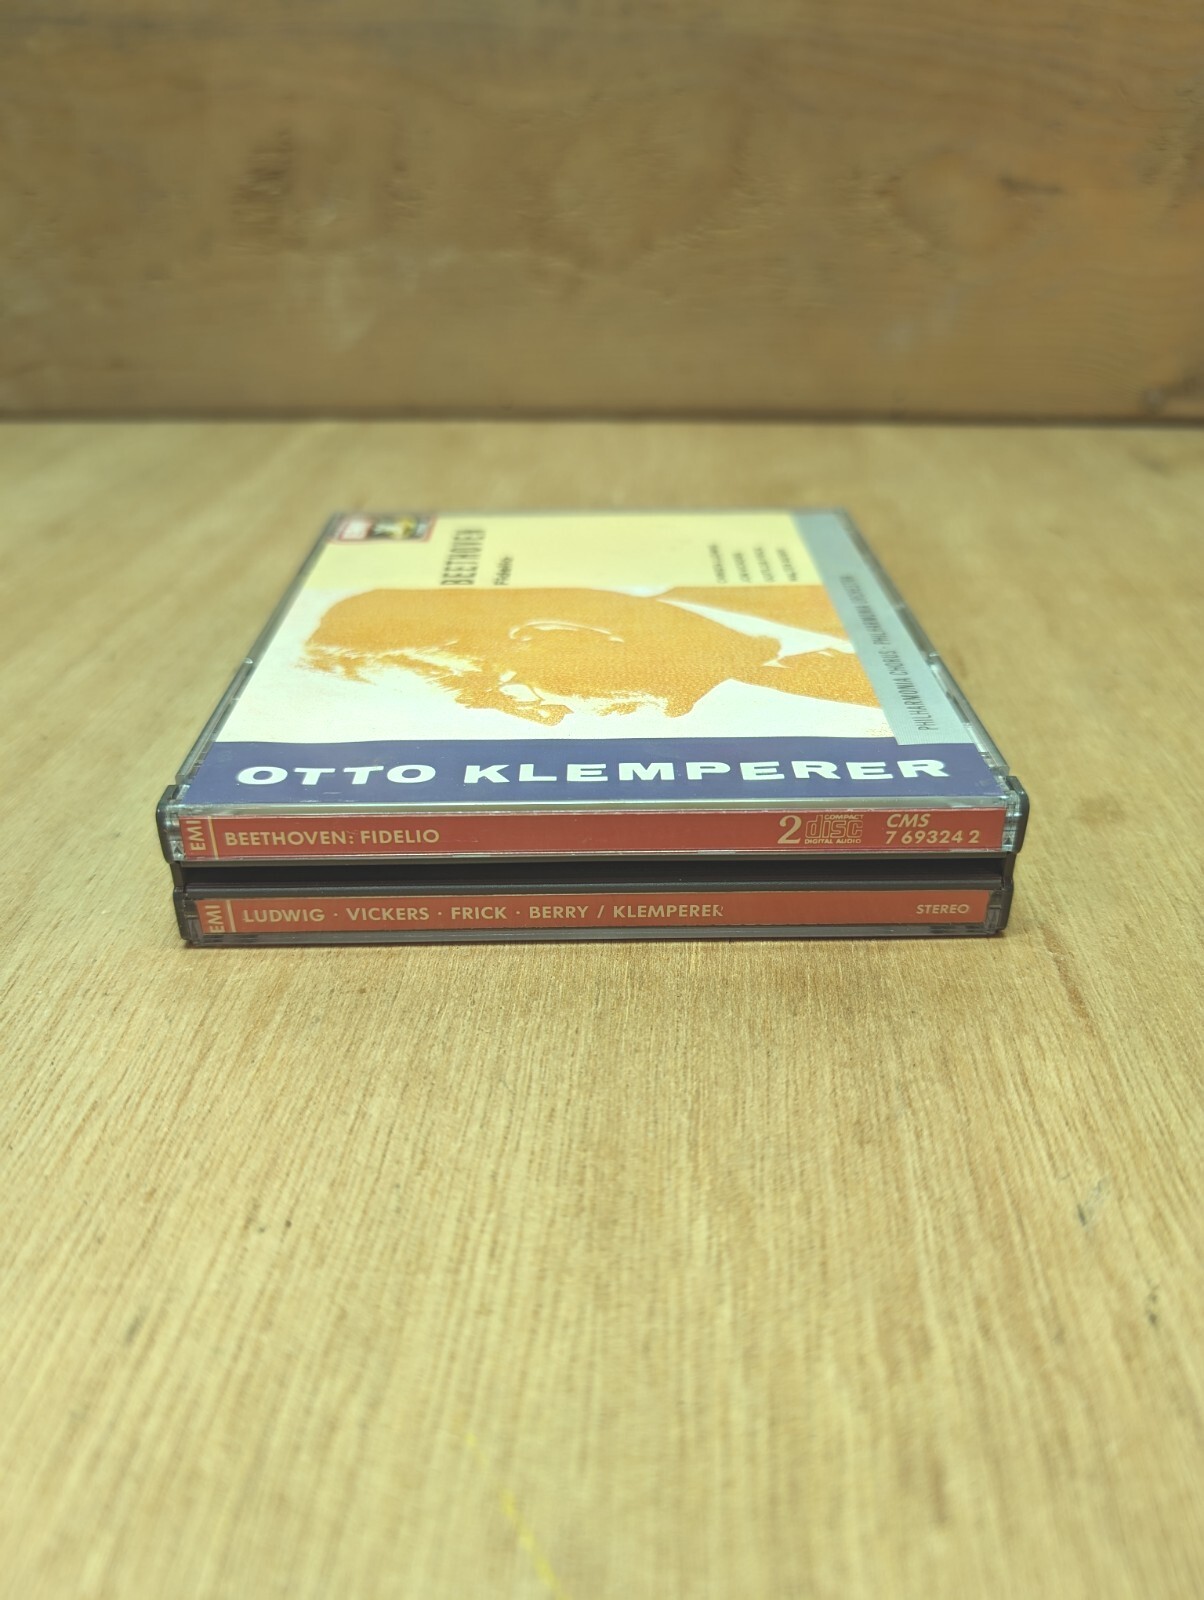 EMI
BEETHOVEN
Fidelio
PHILHARMONIA CHORUS · PHILHARMONIA ORCHESTRA
OTTO KLEMPERER
EMI
BEETHOVEN: FIDELIO
2 COMPACT
disc
DIGITAL AUDIO
CMS
7 69324 2
EMI
LUDWIG · VICKERS · FRICK · BERRY / KLEMPERER
STEREO